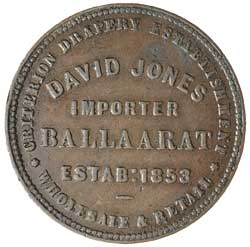 CRITERION DRAPERY ESTABLISHMENT
DAVID JONES
IMPORTER
BALLAARAT
ESTAB: 1853
WHOLESALE & RETAIL